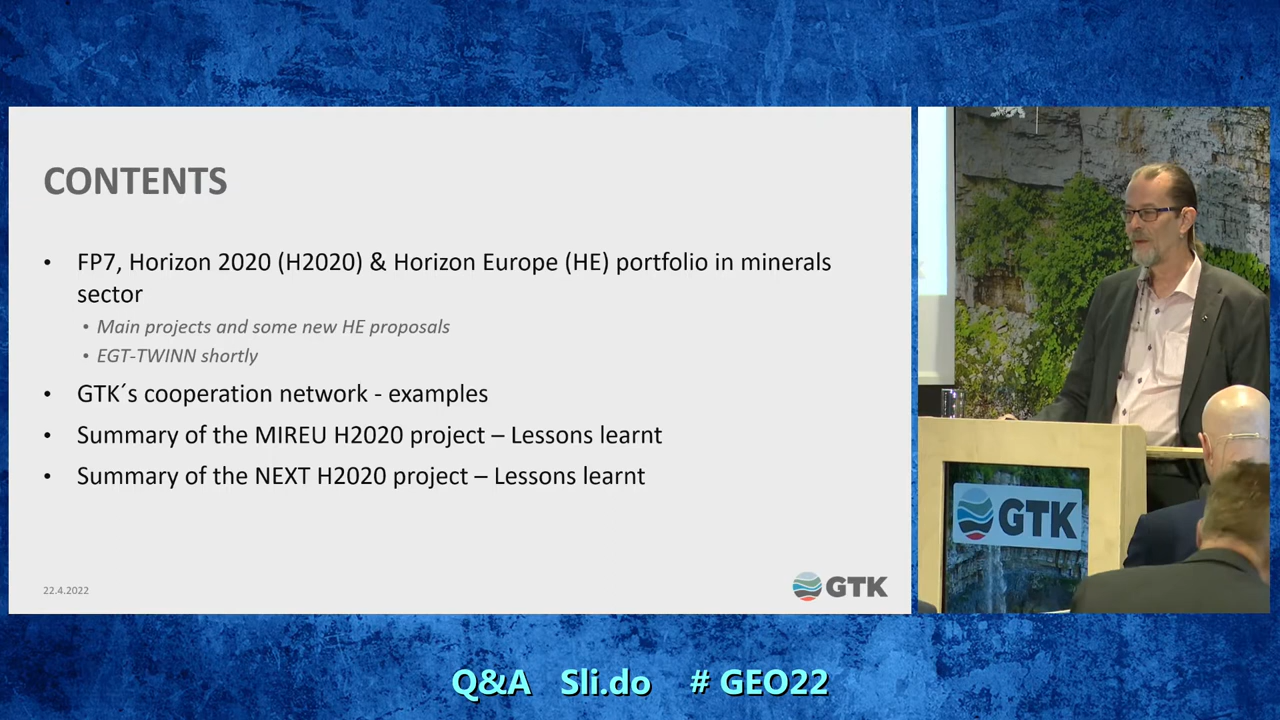 CONTENTS
• FP7, Horizon 2020 (H2020) & Horizon Europe (HE) portfolio in minerals
sector
• Main projects and some new HE proposals
• EGT-TWINN shortly
• GTK´s cooperation network - examples
• Summary of the MIREU H2020 project – Lessons learnt
• Summary of the NEXT H2020 project – Lessons learnt
22.4.2022
GTK
GTK
Q&A Sli.do # GEO22